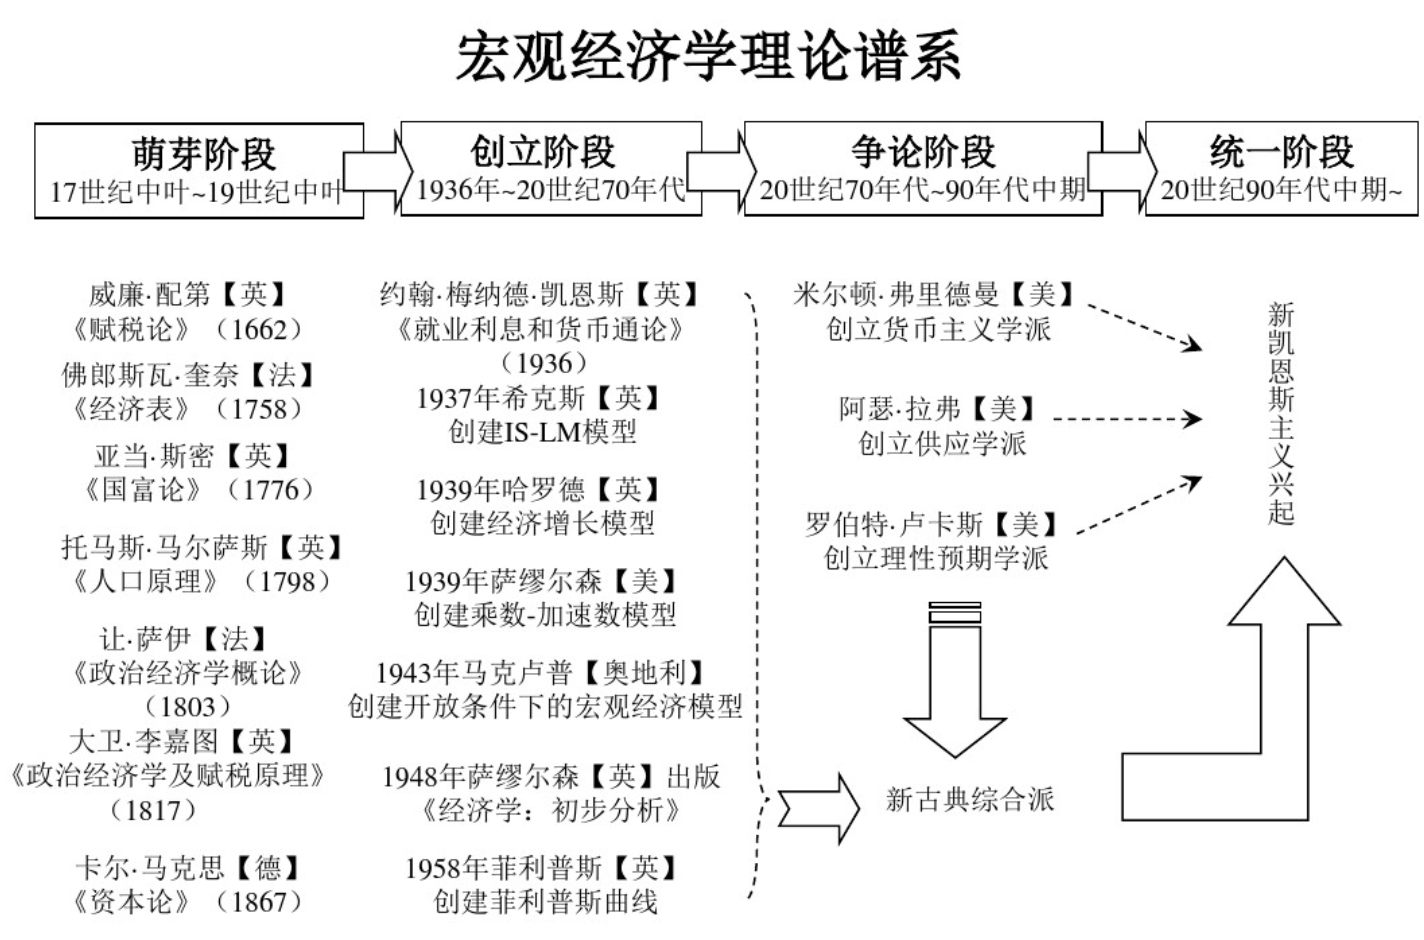 宏观经济学理论谱系
萌芽阶段
17世纪中叶~19世纪中叶
创立阶段
1936年~20世纪70年代
争论阶段
20世纪70年代~90年代中期
统一阶段
20世纪90年代中期~
威廉·配第【英】
《赋税论》（1662）
佛郎斯瓦·奎奈【法】
《经济表》（1758）
亚当·斯密【英】
《国富论》（1776）
托马斯·马尔萨斯【英】
《人口原理》（1798）
让·萨伊【法】
《政治经济学概论》
（1803）
大卫·李嘉图【英】
《政治经济学及赋税原理》
（1817）
卡尔·马克思【德】
《资本论》（1867）
约翰·梅纳德·凯恩斯【英】
《就业利息和货币通论》
（1936）
1937年希克斯【英】
创建IS-LM模型
1939年哈罗德【英】
创建经济增长模型
1939年萨缪尔森【美】
创建乘数-加速数模型
1943年马克卢普【奥地利】
创建开放条件下的宏观经济模型
1948年萨缪尔森【英】出版
《经济学：初步分析》
1958年菲利普斯【英】
创建菲利普斯曲线
米尔顿·弗里德曼【美】
创立货币主义学派
阿瑟·拉弗【美】
创立供应学派
罗伯特·卢卡斯【美】
创立理性预期学派
新古典综合派
新凯恩斯主义兴起